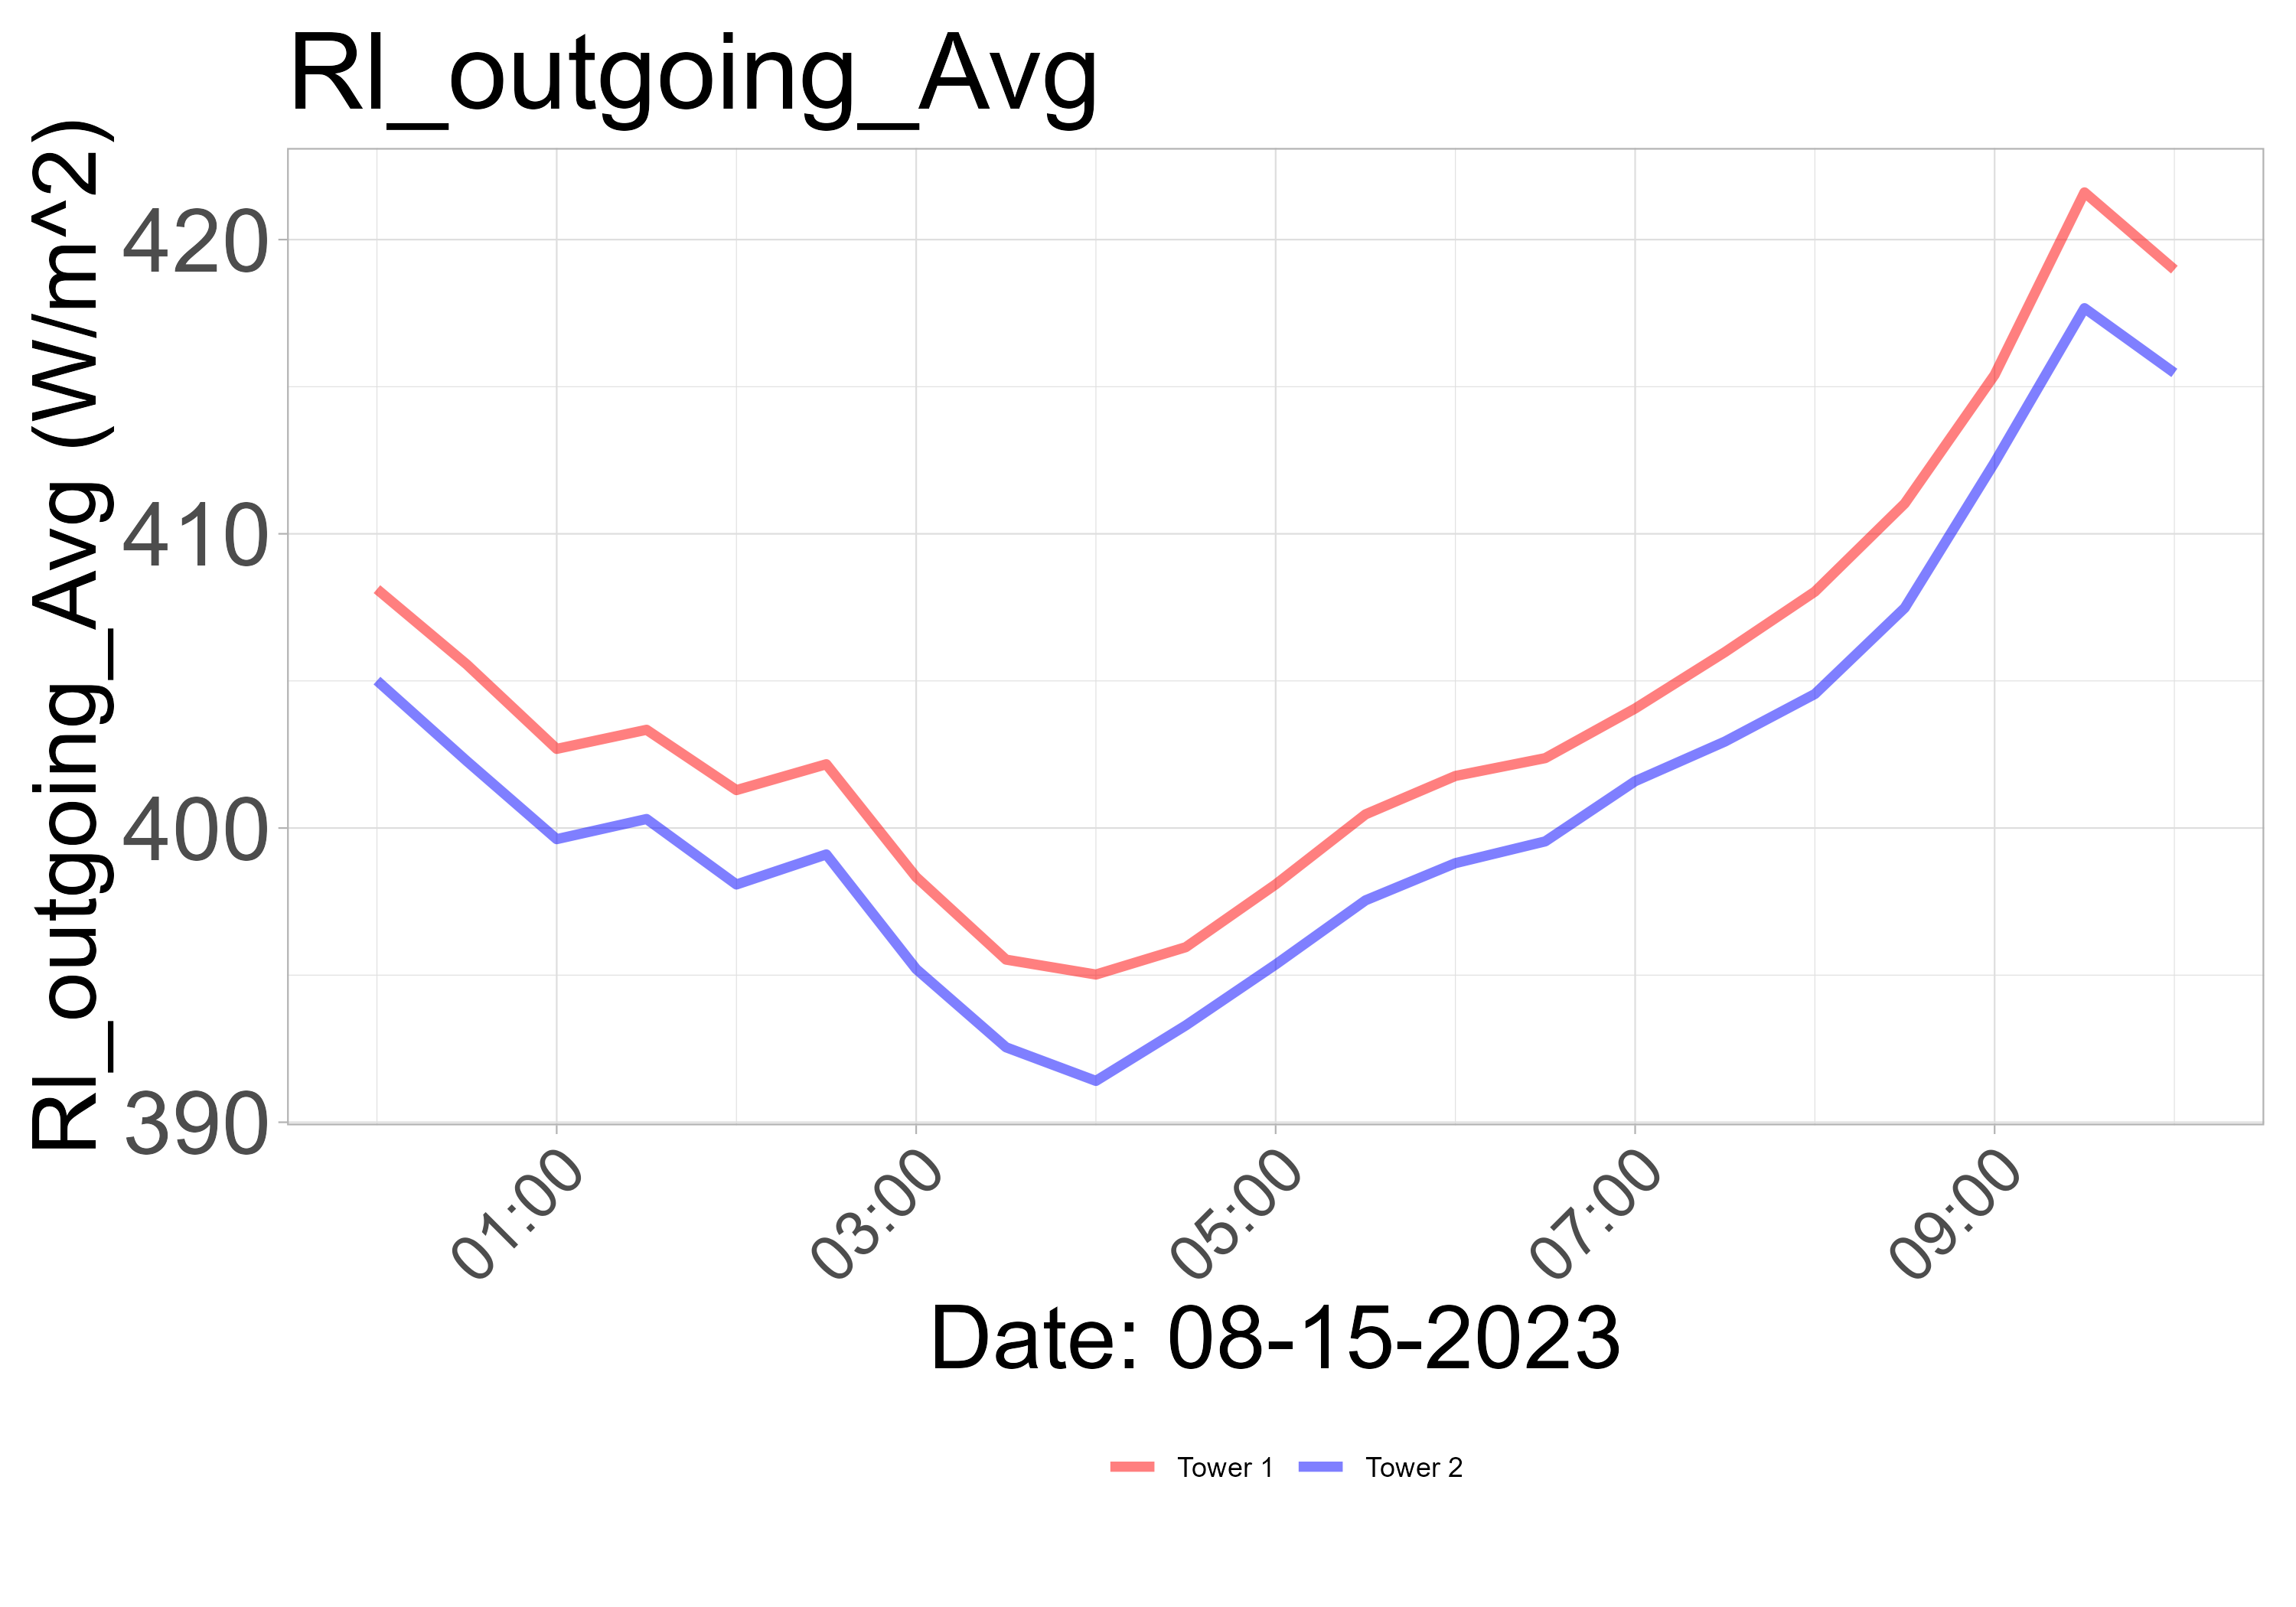 Rl_outgoing_Avg
Rl_outgoing_Avg (W/m^2)
420
410
400
390
01:00
03:00
05:00
07:00
09:00
Date: 08-15-2023
Tower 1
Tower 2